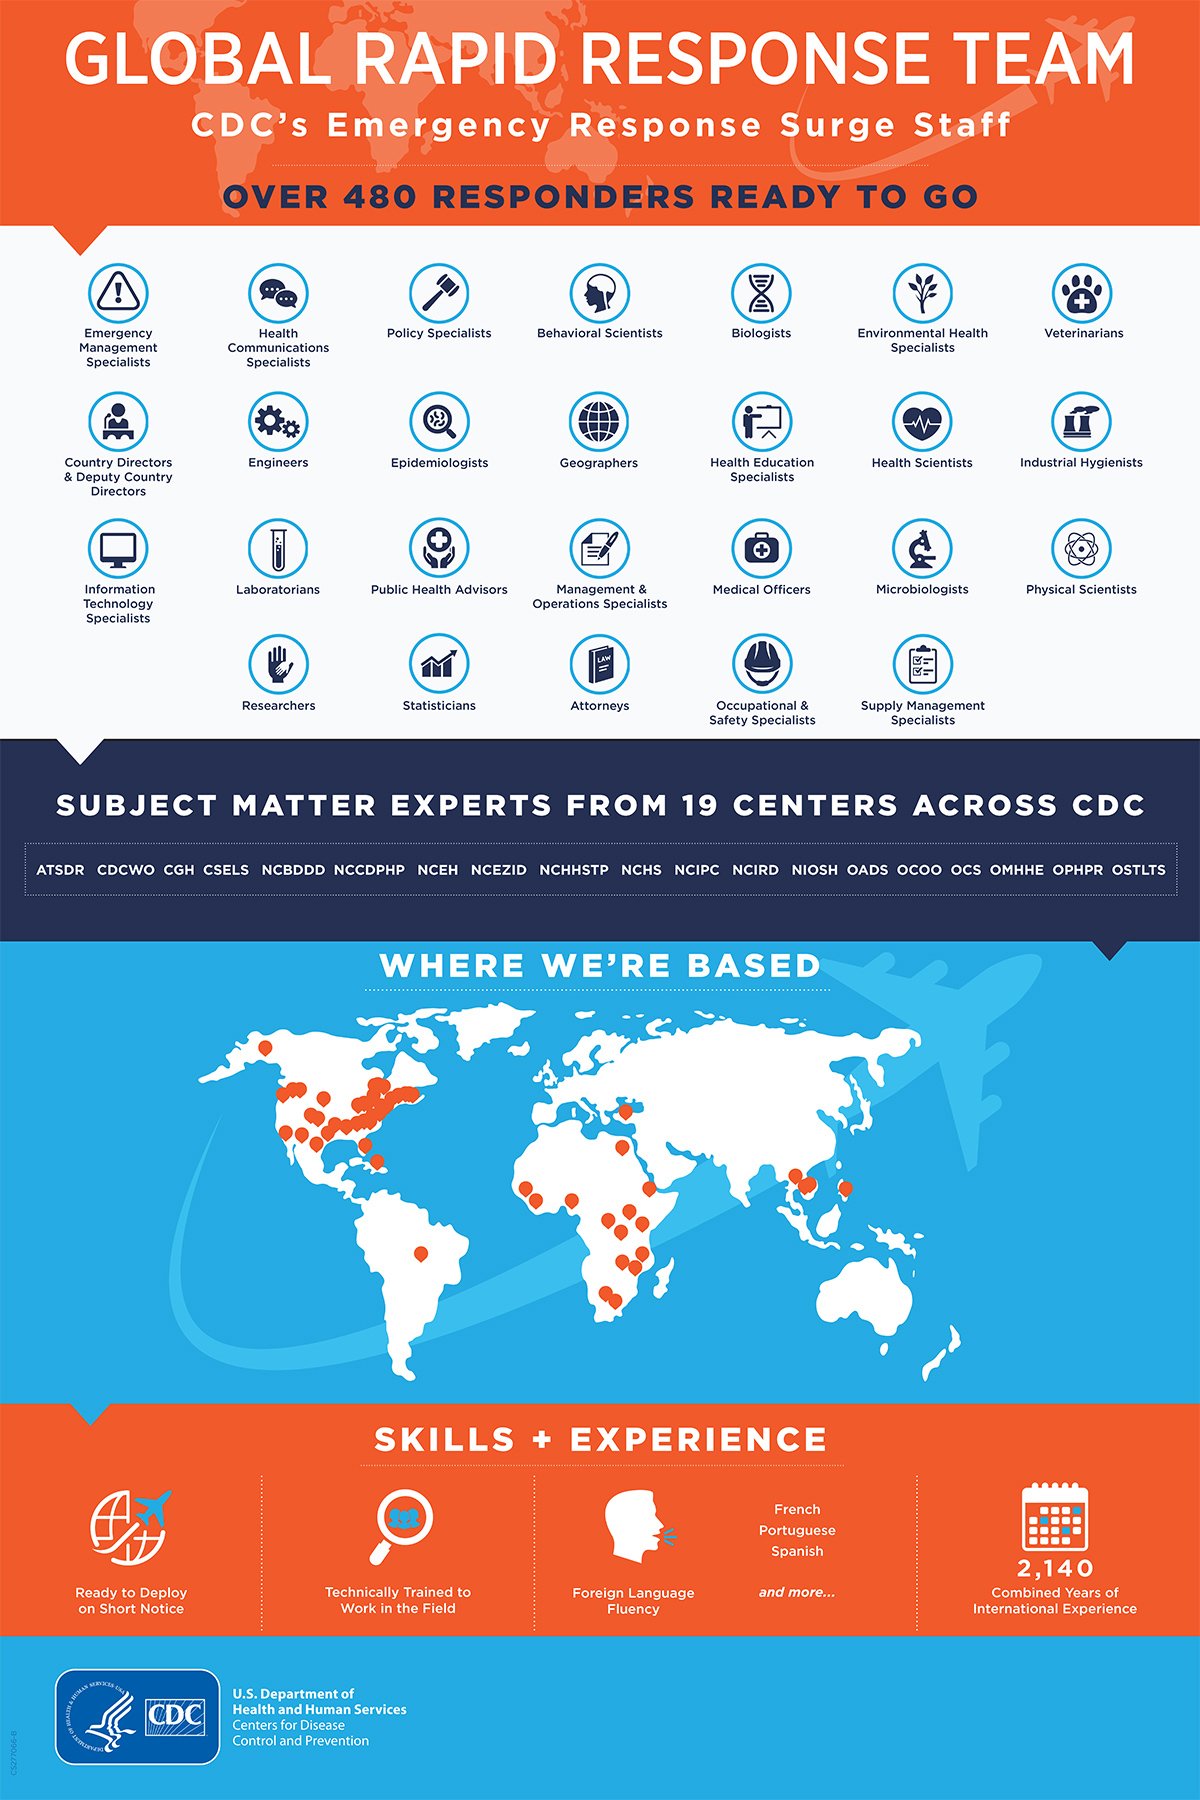 GLOBAL RAPID RESPONSE TEAM
CDC's Emergency Response Surge Staff
OVER 480 RESPONDERS READY TO GO
Emergency
Management
Specialists
Health
Communications
Specialists
Policy Specialists
Behavioral Scientists
Biologists
Environmental Health
Specialists
Veterinarians
Country Directors
& Deputy Country
Directors
Engineers
Epidemiologists
Geographers
Health Education
Specialists
Health Scientists
Industrial Hygienists
Information
Technology
Specialists
Laboratorians
Public Health Advisors
Management &
Operations Specialists
Medical Officers
Microbiologists
Physical Scientists
Researchers
Statisticians
LAW
Attorneys
Occupational &
Safety Specialists
Supply Management
Specialists
SUBJECT MATTER EXPERTS FROM 19 CENTERS ACROSS CDC
ATSDR CDCWO CGH CSELS NCBDDD NCCDPHP NCEH NCEZID NCHHSTP NCHS NCIPC NCIRD NIOSH OADS OCOO OCS OMHHE OPHPR OSTLTS
WHERE WE'RE BASED
SKILLS + EXPERIENCE
Ready to Deploy
on Short Notice
Technically Trained to
Work in the Field
Foreign Language
Fluency
French
Portuguese
Spanish
and more...
2,140
Combined Years of
International Experience
DEPARTMENT OF HEALTH & HUMAN SERVICES·USA
CDC
U.S. Department of
Health and Human Services
Centers for Disease
Control and Prevention
CS277066-B